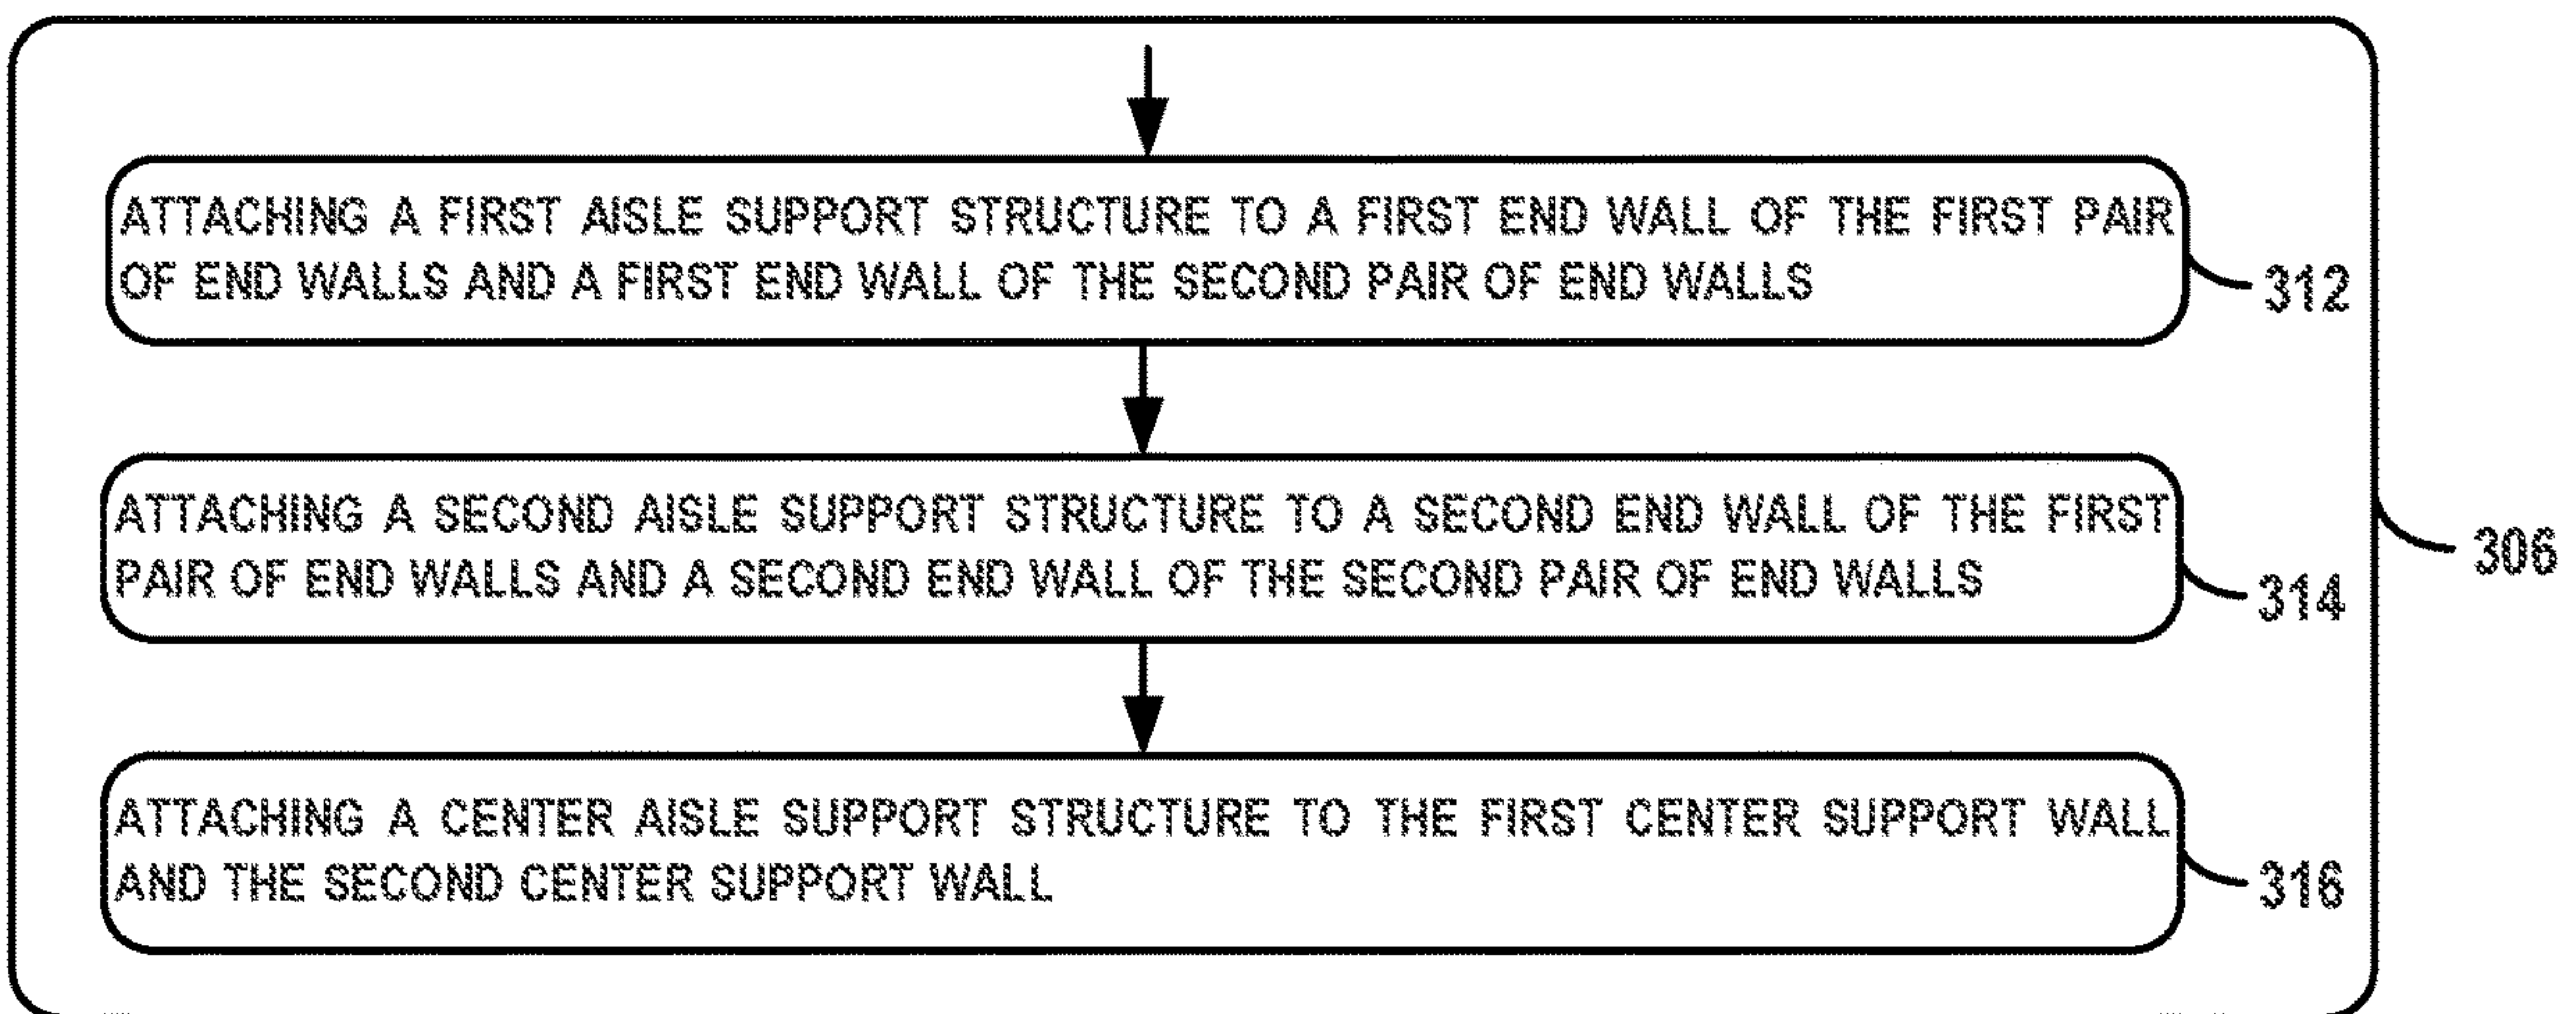 ATTACHING A FIRST AISLE SUPPORT STRUCTURE TO A FIRST END WALL OF THE FIRST PAIR
OF END WALLS AND A FIRST END WALL OF THE SECOND PAIR OF END WALLS
312
ATTACHING A SECOND AISLE SUPPORT STRUCTURE TO A SECOND END WALL OF THE FIRST
PAIR OF END WALLS AND A SECOND END WALL OF THE SECOND PAIR OF END WALLS
314
306
ATTACHING A CENTER AISLE SUPPORT STRUCTURE TO THE FIRST CENTER SUPPORT WALL
AND THE SECOND CENTER SUPPORT WALL
316